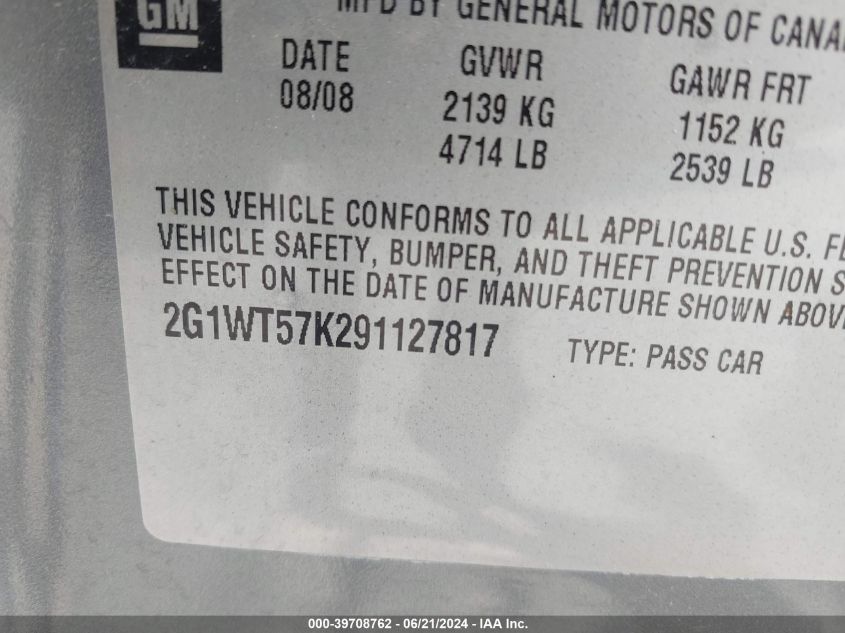 GM
MFD BY GENERAL MOTORS OF
DATE GVWR GAWR FRT
08/08 2139 KG 1152 KG
4714 LB 2539 LB
THIS VEHICLE CONFORMS TO ALL APPLICABLE U.S.
VEHICLE SAFETY, BUMPER, AND THEFT PREVENTION
EFFECT ON THE DATE OF MANUFACTURE SHOWN
2G1WT57K291127817 TYPE: PASS CAR
000-39708762 - 06/21/2024 - IAA Inc.